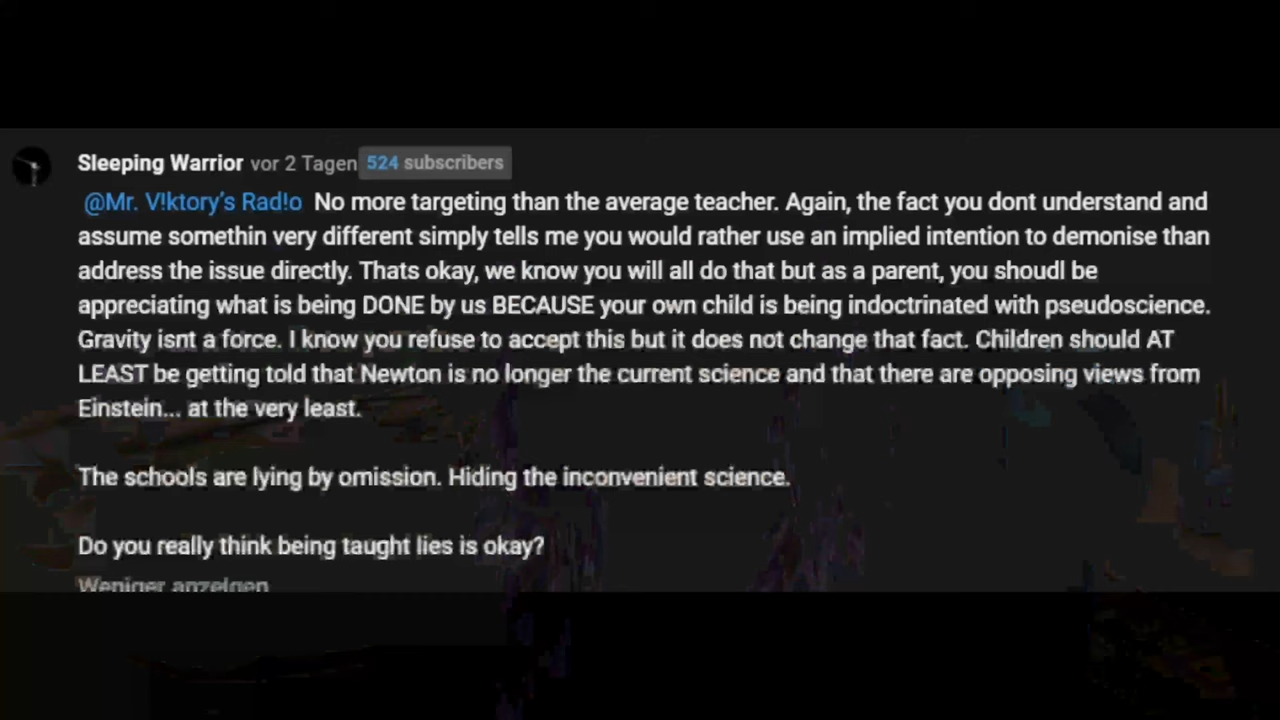 Sleeping Warrior vor 2 Tagen 524 subscribers
@Mr. V!ktory's Rad!o No more targeting than the average teacher. Again, the fact you dont understand and
assume somethin very different simply tells me you would rather use an implied intention to demonise than
address the issue directly. Thats okay, we know you will all do that but as a parent, you shoudl be
appreciating what is being DONE by us BECAUSE your own child is being indoctrinated with pseudoscience.
Gravity isnt a force. I know you refuse to accept this but it does not change that fact. Children should AT
LEAST be getting told that Newton is no longer the current science and that there are opposing views from
Einstein... at the very least.
The schools are lying by omission. Hiding the inconvenient science.
Do you really think being taught lies is okay?
Weniger anzeigen